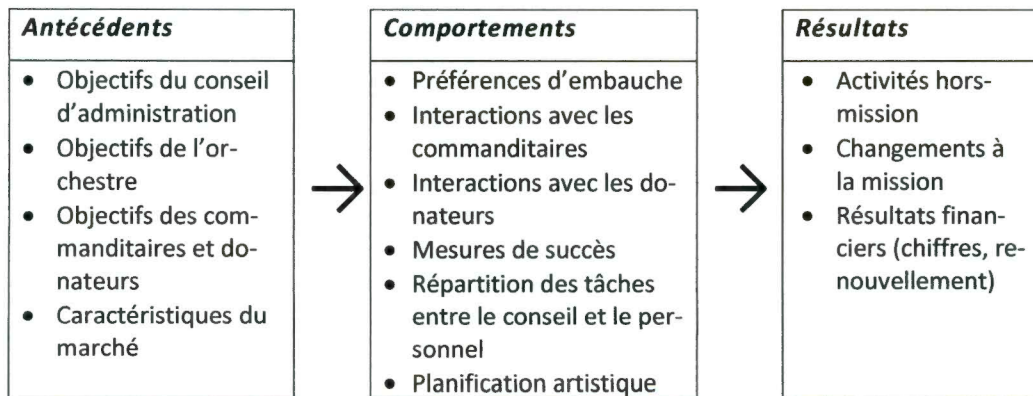 Antécédents
• Objectifs du conseil
d'administration
• Objectifs de l'or-
chestre
• Objectifs des com-
manditaires et do-
nateurs
• Caractéristiques du
marché
Comportements
• Préférences d'embauche
• Interactions avec les
commanditaires
• Interactions avec les do-
nateurs
• Mesures de succès
• Répartition des tâches
entre le conseil et le per-
sonnel
• Planification artistique
Résultats
• Activités hors-
mission
• Changements à
la mission
• Résultats finan-
ciers (chiffres, re-
nouvellement)